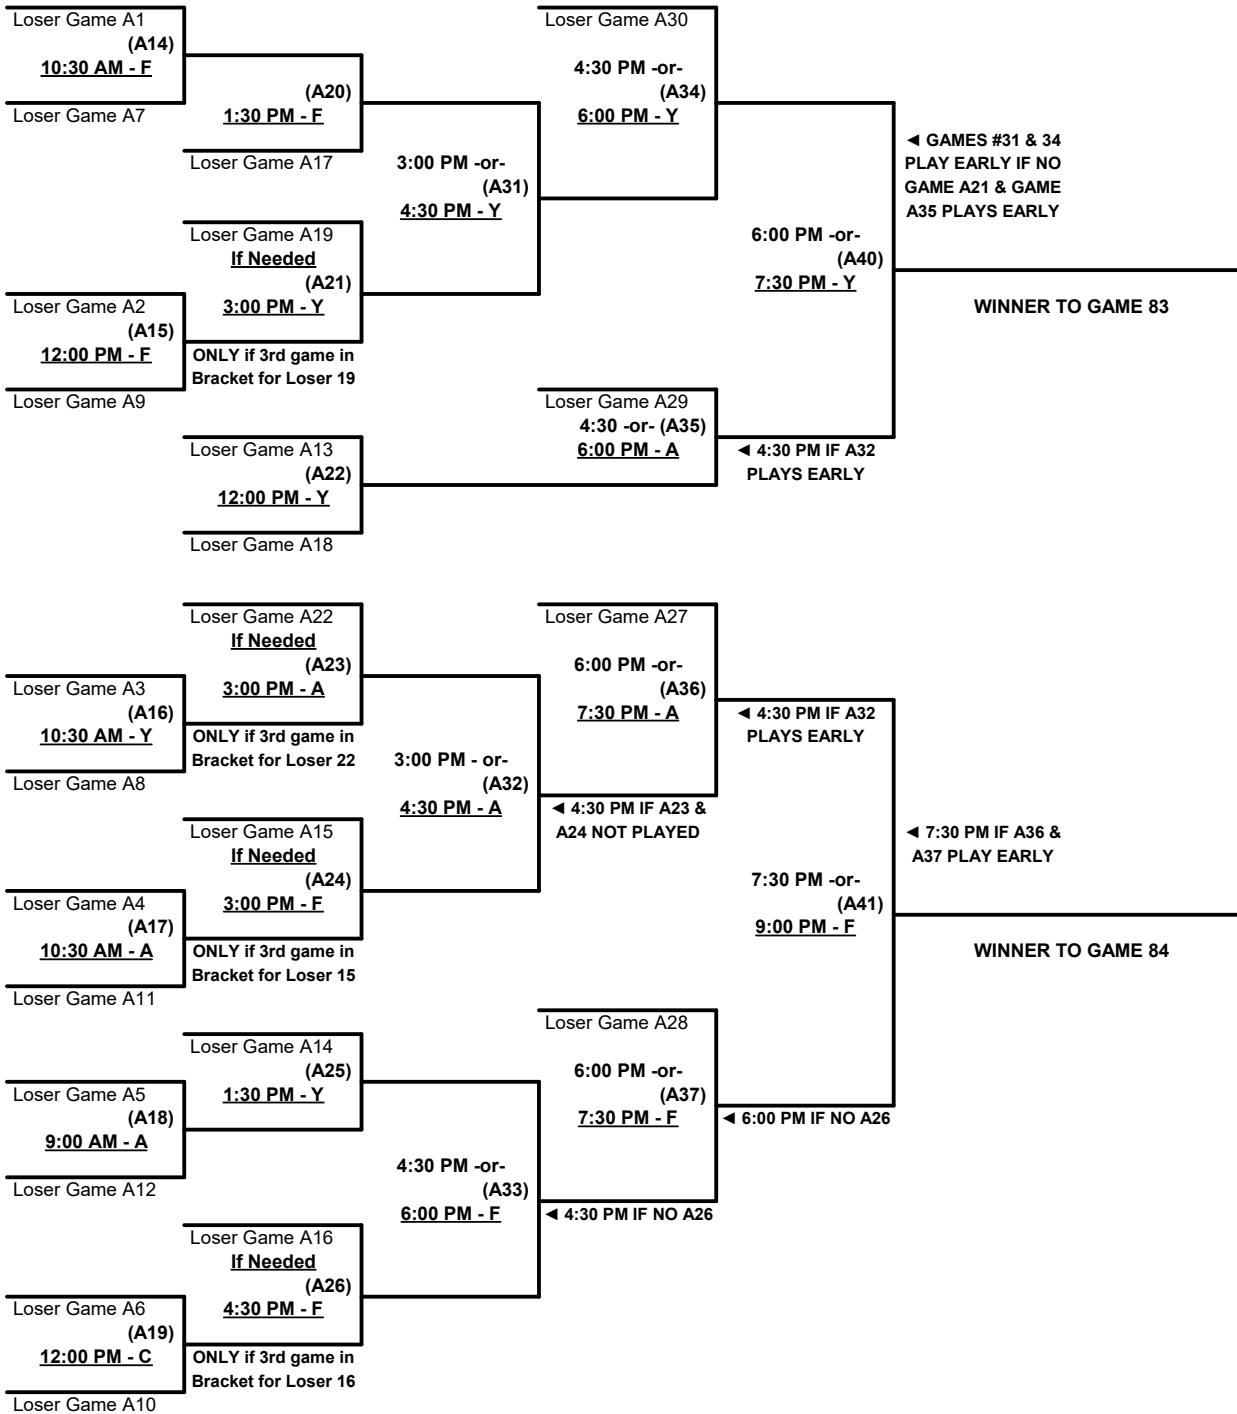 Loser Game A1
(A14)
10:30 AM - F
Loser Game A7
(A20)
1:30 PM - F
Loser Game A17
Loser Game A30
4:30 PM -or-
(A34)
6:00 PM - Y
3:00 PM -or-
(A31)
4:30 PM - Y
◄ GAMES #31 & 34
PLAY EARLY IF NO
GAME A21 & GAME
A35 PLAYS EARLY
Loser Game A19
If Needed
(A21)
3:00 PM - Y
ONLY if 3rd game in
Bracket for Loser 19
Loser Game A2
(A15)
12:00 PM - F
Loser Game A9
6:00 PM -or-
(A40)
7:30 PM - Y
WINNER TO GAME 83
Loser Game A29
4:30 -or- (A35)
6:00 PM - A
◄ 4:30 PM IF A32
PLAYS EARLY
Loser Game A13
(A22)
12:00 PM - Y
Loser Game A18
Loser Game A22
If Needed
(A23)
3:00 PM - A
ONLY if 3rd game in
Bracket for Loser 22
Loser Game A3
(A16)
10:30 AM - Y
Loser Game A8
Loser Game A27
6:00 PM -or-
(A36)
7:30 PM - A
◄ 4:30 PM IF A32
PLAYS EARLY
3:00 PM - or-
(A32)
4:30 PM - A
◄ 4:30 PM IF A23 &
A24 NOT PLAYED
Loser Game A15
If Needed
(A24)
3:00 PM - F
ONLY if 3rd game in
Bracket for Loser 15
Loser Game A4
(A17)
10:30 AM - A
Loser Game A11
◄ 7:30 PM IF A36 &
A37 PLAY EARLY
7:30 PM -or-
(A41)
9:00 PM - F
WINNER TO GAME 84
Loser Game A28
6:00 PM -or-
(A37)
7:30 PM - F
◄ 6:00 PM IF NO A26
Loser Game A14
(A25)
1:30 PM - Y
Loser Game A5
(A18)
9:00 AM - A
Loser Game A12
4:30 PM -or-
(A33)
6:00 PM - F
◄ 4:30 PM IF NO A26
Loser Game A16
If Needed
(A26)
4:30 PM - F
ONLY if 3rd game in
Bracket for Loser 16
Loser Game A6
(A19)
12:00 PM - C
Loser Game A10